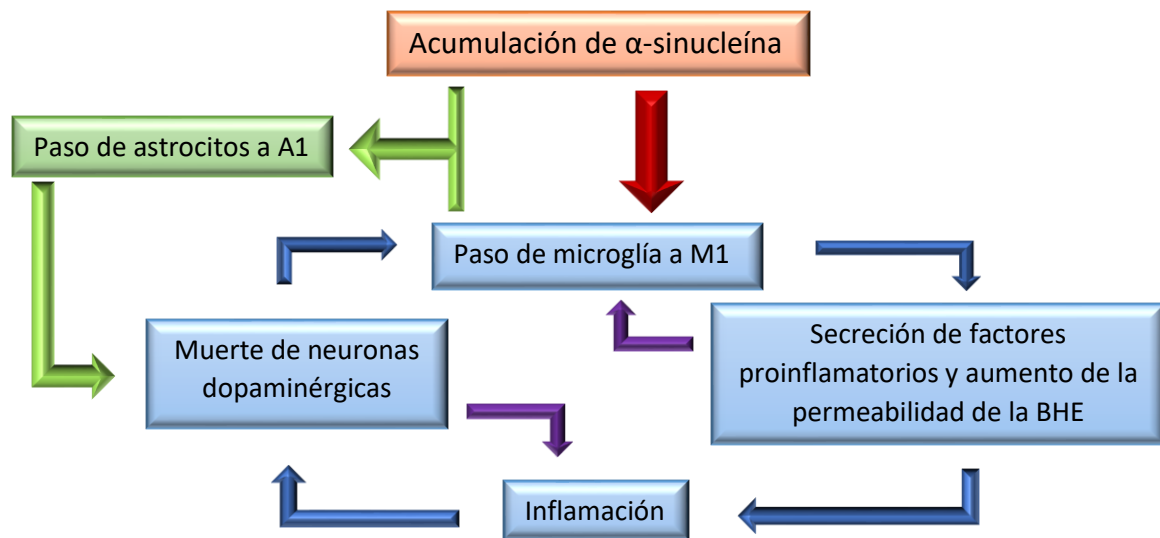 Acumulación de α-sinucleína
Paso de astrocitos a A1
Paso de microglía a M1
Muerte de neuronas
dopaminérgicas
Secreción de factores
proinflamatorios y aumento de la
permeabilidad de la BHE
Inflamación